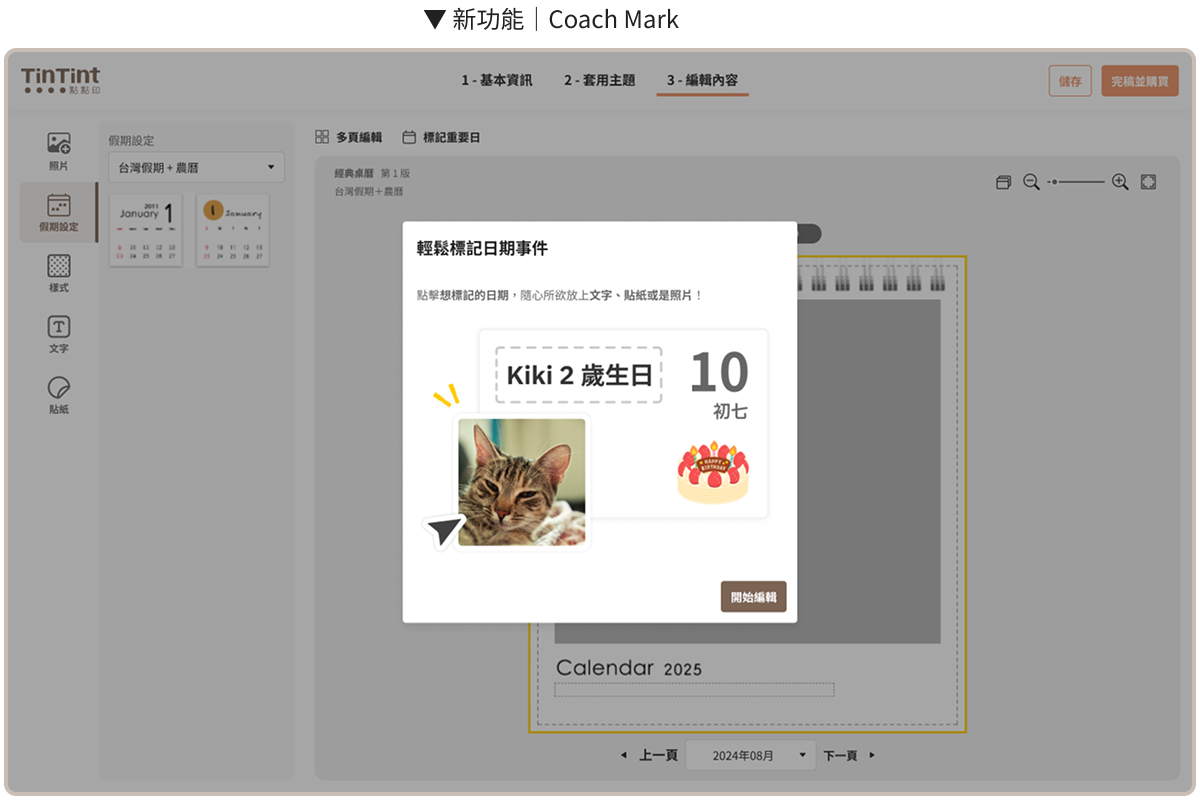 ▼ 新功能｜Coach Mark
TinTint
點點印
1 - 基本資訊
2 - 套用主題
3 - 編輯內容
儲存
完稿並購買
照片
假期設定
樣式
文字
貼紙
假期設定
台灣假期 + 農曆
2011
January 1
1 January
多頁編輯
標記重要日
經典桌曆 第 1 版
台灣假期＋農曆
輕鬆標記日期事件
點擊想標記的日期，隨心所欲放上文字、貼紙或是照片！
Kiki 2 歲生日
10
初七
HAPPY
BIRTHDAY
開始編輯
Calendar 2025
上一頁
2024年08月
下一頁